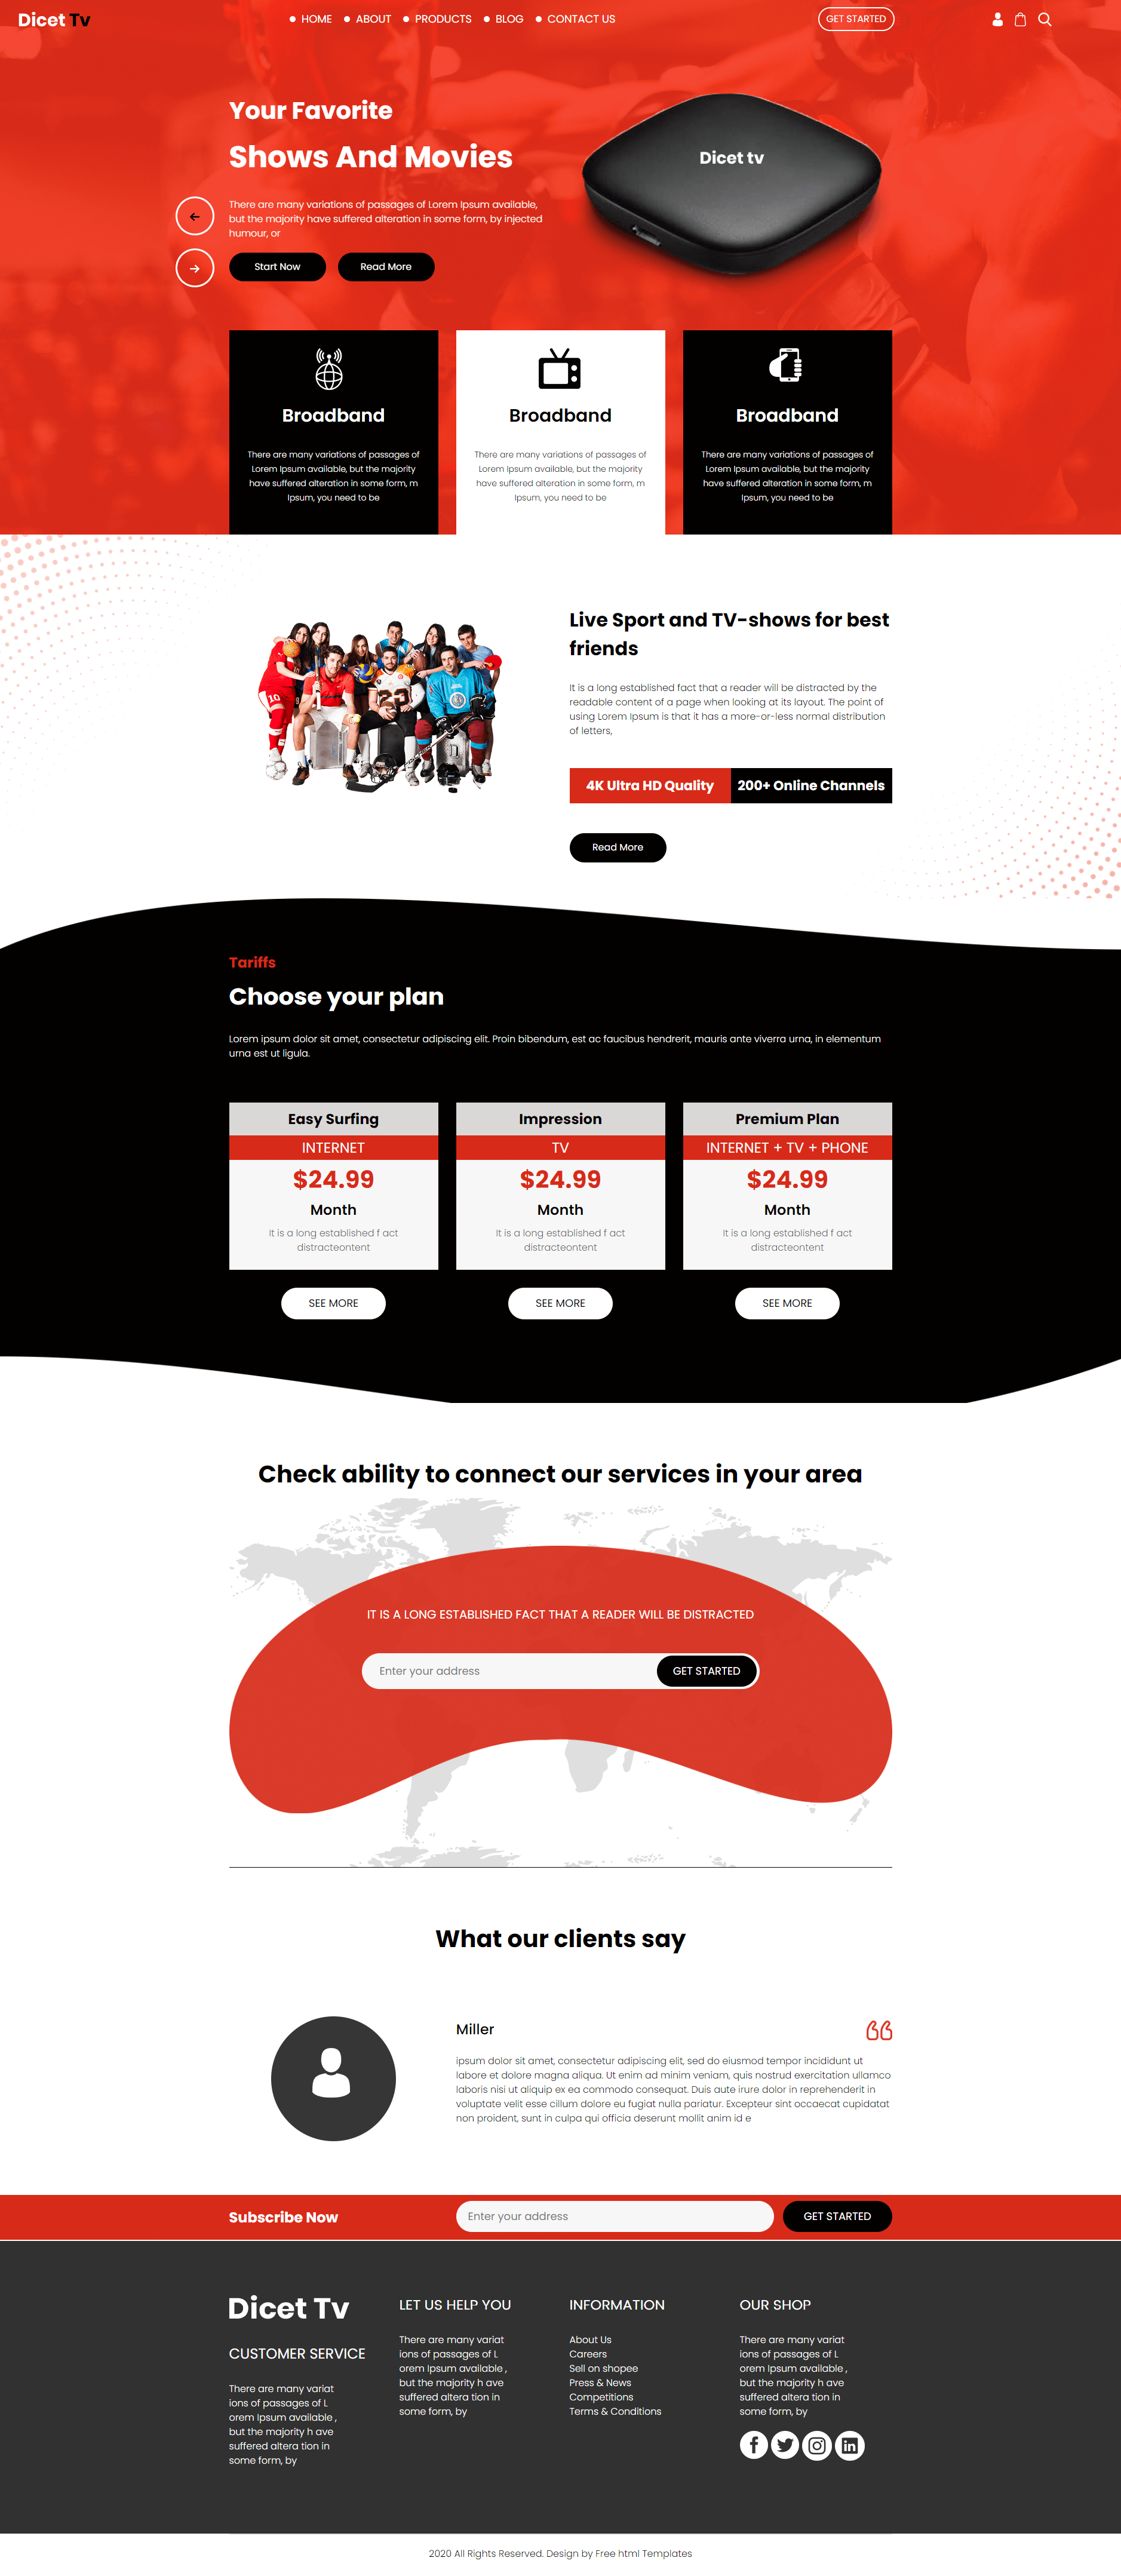 Dicet Tv
HOME
ABOUT
PRODUCTS
BLOG
CONTACT US
GET STARTED
Your Favorite
Shows And Movies
There are many variations of passages of Lorem Ipsum available,
but the majority have suffered alteration in some form, by injected
humour, or
Start Now
Read More
Dicet tv
Broadband
There are many variations of passages of
Lorem Ipsum available, but the majority
have suffered alteration in some form, m
Ipsum, you need to be
Broadband
There are many variations of passages of
Lorem Ipsum available, but the majority
have suffered alteration in some form, m
Ipsum, you need to be
Broadband
There are many variations of passages of
Lorem Ipsum available, but the majority
have suffered alteration in some form, m
Ipsum, you need to be
10
23
Live Sport and TV-shows for best
friends
It is a long established fact that a reader will be distracted by the
readable content of a page when looking at its layout. The point of
using Lorem Ipsum is that it has a more-or-less normal distribution
of letters,
4K Ultra HD Quality
200+ Online Channels
Read More
Tariffs
Choose your plan
Lorem ipsum dolor sit amet, consectetur adipiscing elit. Proin bibendum, est ac faucibus hendrerit, mauris ante viverra urna, in elementum
urna est ut ligula.
Easy Surfing
INTERNET
$24.99
Month
It is a long established f act
distracteontent
SEE MORE
Impression
TV
$24.99
Month
It is a long established f act
distracteontent
SEE MORE
Premium Plan
INTERNET + TV + PHONE
$24.99
Month
It is a long established f act
distracteontent
SEE MORE
Check ability to connect our services in your area
IT IS A LONG ESTABLISHED FACT THAT A READER WILL BE DISTRACTED
Enter your address
GET STARTED
What our clients say
Miller
ipsum dolor sit amet, consectetur adipiscing elit, sed do eiusmod tempor incididunt ut
labore et dolore magna aliqua. Ut enim ad minim veniam, quis nostrud exercitation ullamco
laboris nisi ut aliquip ex ea commodo consequat. Duis aute irure dolor in reprehenderit in
voluptate velit esse cillum dolore eu fugiat nulla pariatur. Excepteur sint occaecat cupidatat
non proident, sunt in culpa qui officia deserunt mollit anim id e
Subscribe Now
Enter your address
GET STARTED
Dicet Tv
CUSTOMER SERVICE
There are many variat
ions of passages of L
orem Ipsum available ,
but the majority h ave
suffered altera tion in
some form, by
LET US HELP YOU
There are many variat
ions of passages of L
orem Ipsum available ,
but the majority h ave
suffered altera tion in
some form, by
INFORMATION
About Us
Careers
Sell on shopee
Press & News
Competitions
Terms & Conditions
OUR SHOP
There are many variat
ions of passages of L
orem Ipsum available ,
but the majority h ave
suffered altera tion in
some form, by
2020 All Rights Reserved. Design by Free html Templates